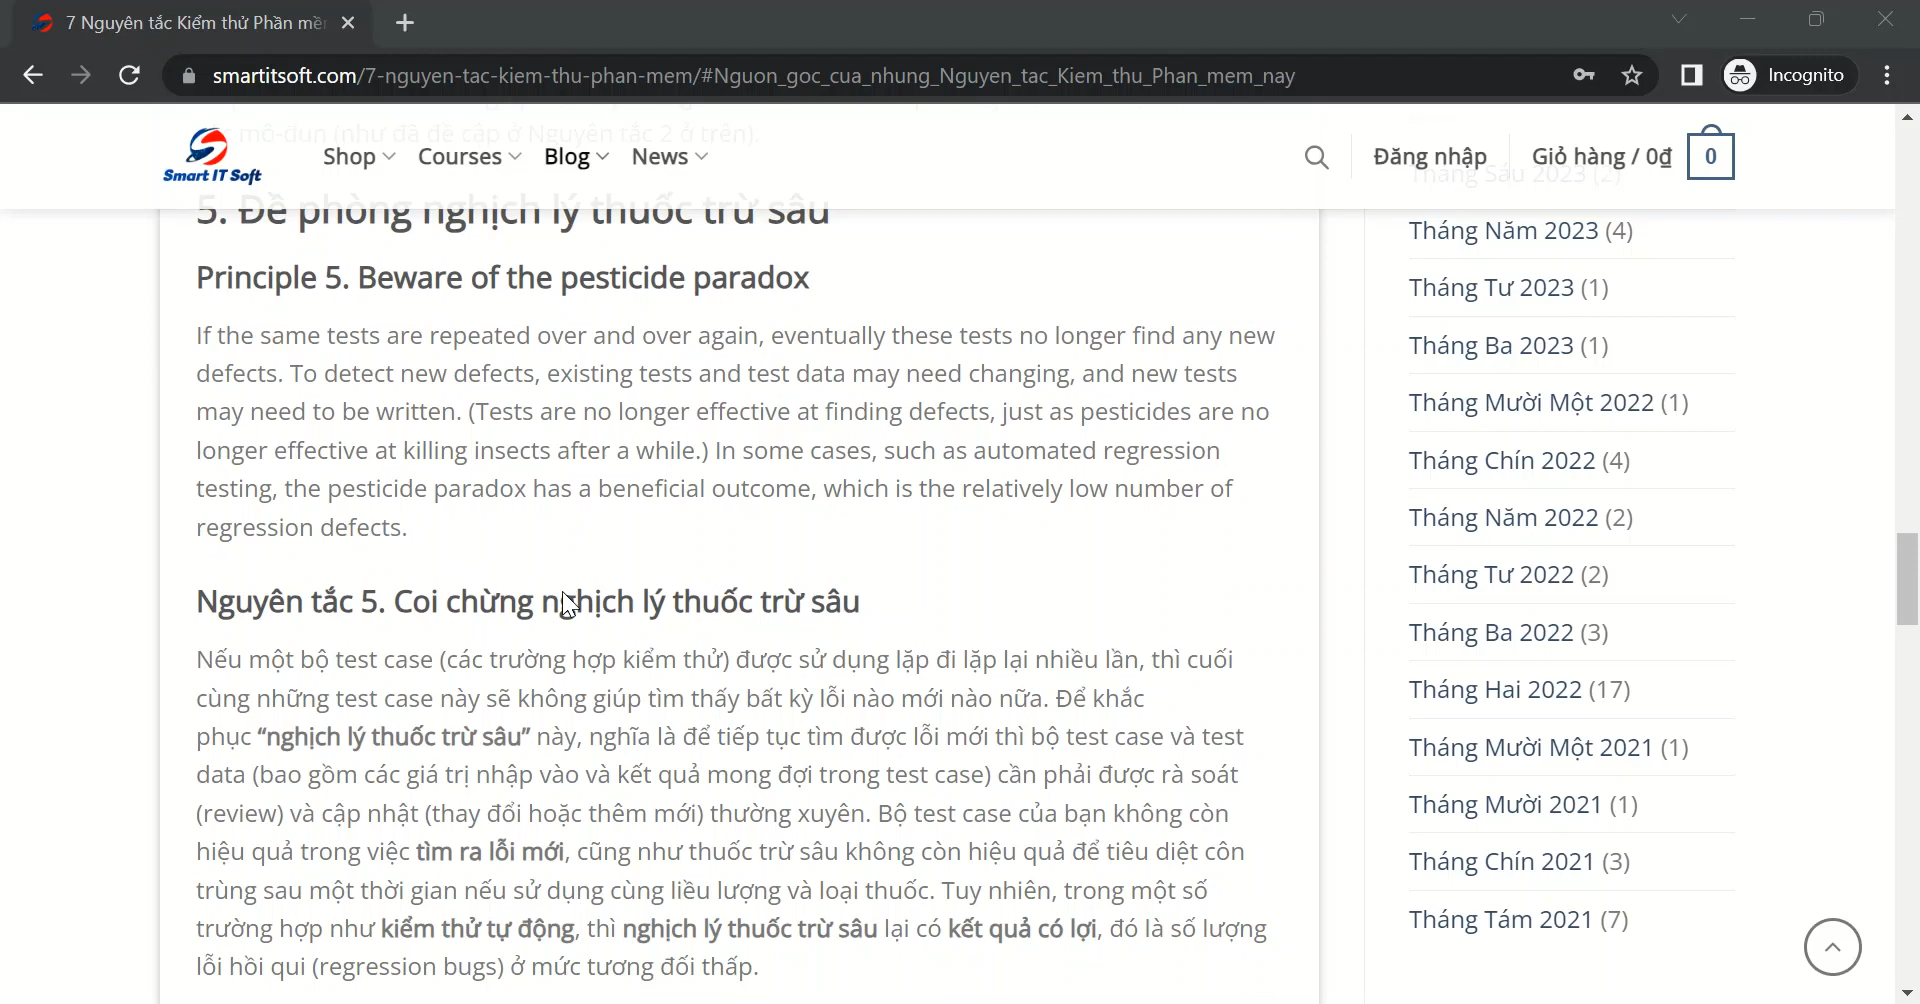 7 Nguyên tắc Kiểm thử Phần mề
smartitsoft.com/7-nguyen-tac-kiem-thu-phan-mem/#Nguon_goc_cua_nhung_Nguyen_tac_Kiem_thu_Phan_mem_nay
Incognito
mô-đun (như đã đề cập ở Nguyên tắc 2 ở trên).
Smart IT Soft
Shop
Courses
Blog
News
Đăng nhập
Giỏ hàng / 0₫
0
Tháng Sáu 2023 (2)
5. Đề phòng nghịch lý thuốc trừ sâu
Principle 5. Beware of the pesticide paradox
If the same tests are repeated over and over again, eventually these tests no longer find any new
defects. To detect new defects, existing tests and test data may need changing, and new tests
may need to be written. (Tests are no longer effective at finding defects, just as pesticides are no
longer effective at killing insects after a while.) In some cases, such as automated regression
testing, the pesticide paradox has a beneficial outcome, which is the relatively low number of
regression defects.
Nguyên tắc 5. Coi chừng nghịch lý thuốc trừ sâu
Nếu một bộ test case (các trường hợp kiểm thử) được sử dụng lặp đi lặp lại nhiều lần, thì cuối
cùng những test case này sẽ không giúp tìm thấy bất kỳ lỗi nào mới nào nữa. Để khắc
phục “nghịch lý thuốc trừ sâu” này, nghĩa là để tiếp tục tìm được lỗi mới thì bộ test case và test
data (bao gồm các giá trị nhập vào và kết quả mong đợi trong test case) cần phải được rà soát
(review) và cập nhật (thay đổi hoặc thêm mới) thường xuyên. Bộ test case của bạn không còn
hiệu quả trong việc tìm ra lỗi mới, cũng như thuốc trừ sâu không còn hiệu quả để tiêu diệt côn
trùng sau một thời gian nếu sử dụng cùng liều lượng và loại thuốc. Tuy nhiên, trong một số
trường hợp như kiểm thử tự động, thì nghịch lý thuốc trừ sâu lại có kết quả có lợi, đó là số lượng
lỗi hồi qui (regression bugs) ở mức tương đối thấp.
Tháng Năm 2023 (4)
Tháng Tư 2023 (1)
Tháng Ba 2023 (1)
Tháng Mười Một 2022 (1)
Tháng Chín 2022 (4)
Tháng Năm 2022 (2)
Tháng Tư 2022 (2)
Tháng Ba 2022 (3)
Tháng Hai 2022 (17)
Tháng Mười Một 2021 (1)
Tháng Mười 2021 (1)
Tháng Chín 2021 (3)
Tháng Tám 2021 (7)